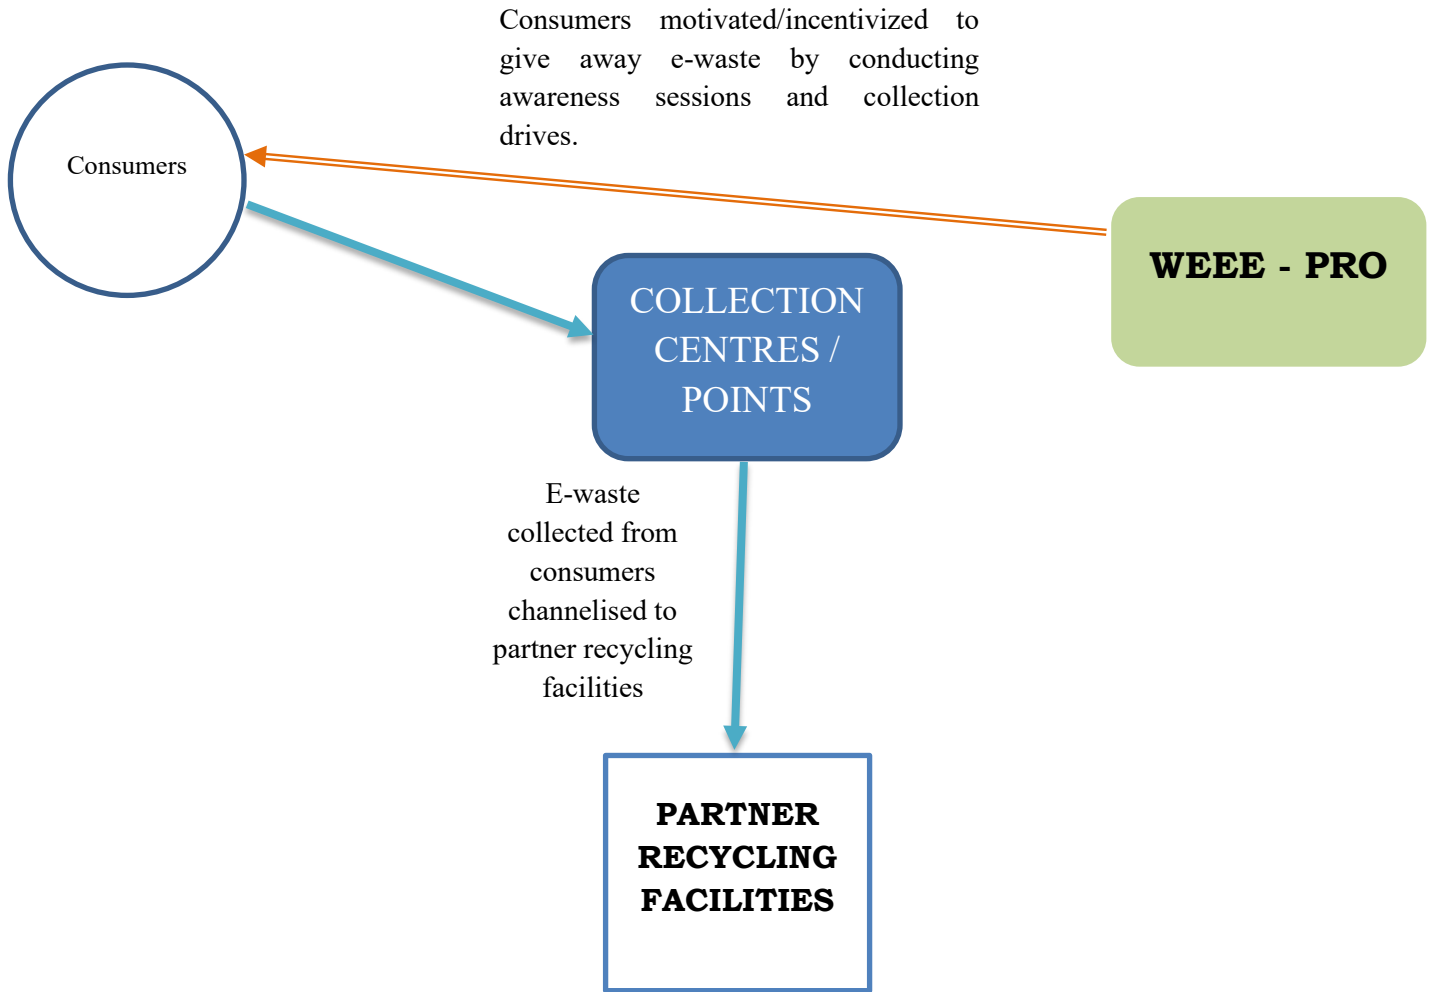 Consumers motivated/incentivized to
give away e-waste by conducting
awareness sessions and collection
drives.
Consumers
WEEE - PRO
COLLECTION
CENTRES /
POINTS
E-waste
collected from
consumers
channelised to
partner recycling
facilities
PARTNER
RECYCLING
FACILITIES